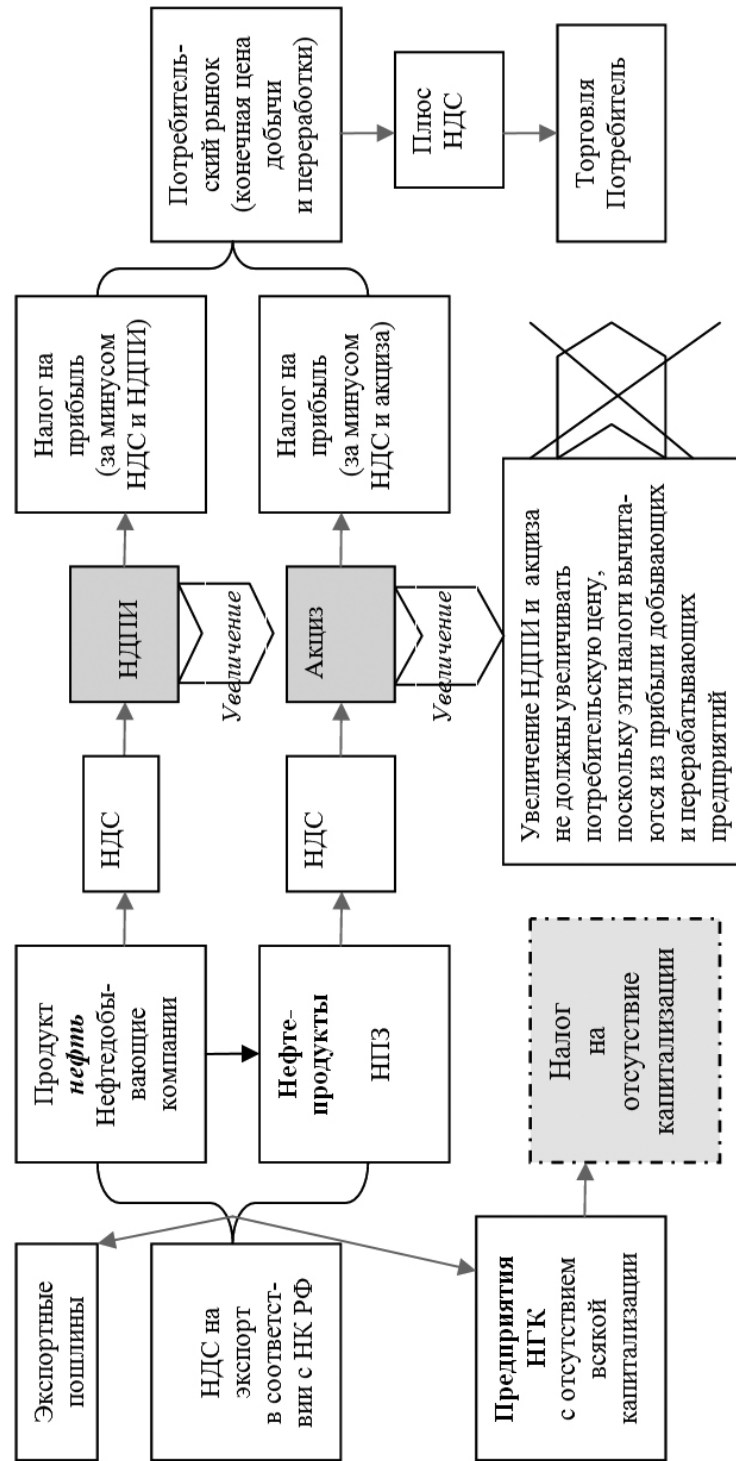 Экспортные
пошлины
НДС на
экспорт
в соответст-
вии с НК РФ
Предприятия
НГК
с отсутствием
всякой
капитализации
Продукт
нефть
Нефтедобы-
вающие
компании
Нефте-
продукты
НПЗ
Налог
на
отсутствие
капитализации
НДС
НДС
НДПИ
Увеличение
Акциз
Увеличение
Увеличение НДПИ и акциза
не должны увеличивать
потребительскую цену,
поскольку эти налоги вычита-
ются из прибыли добывающих
и перерабатывающих
предприятий
Налог на
прибыль
(за минусом
НДС и НДПИ)
Налог на
прибыль
(за минусом
НДС и акциза)
Потребитель-
ский рынок
(конечная цена
добычи
и переработки)
Плюс
НДС
Торговля
Потребитель